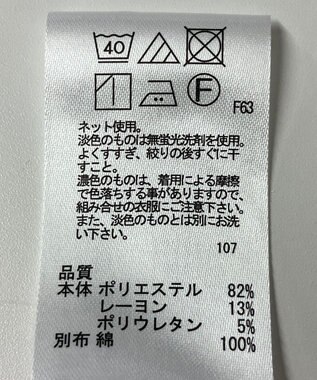 40
F
F63
ネット使用。
淡色のものは無蛍光洗剤を使用。
よくすすぎ、絞りの後すぐに干
すこと。
濃色のものは、着用による摩擦
で色落ちする事がありますので、
組み合せの衣服にご注意下さい。
また、淡色のものとは別にお洗
い下さい。
107
品質
本体 ポリエステル 82%
レーヨン 13%
ポリウレタン 5%
別布 綿 100%